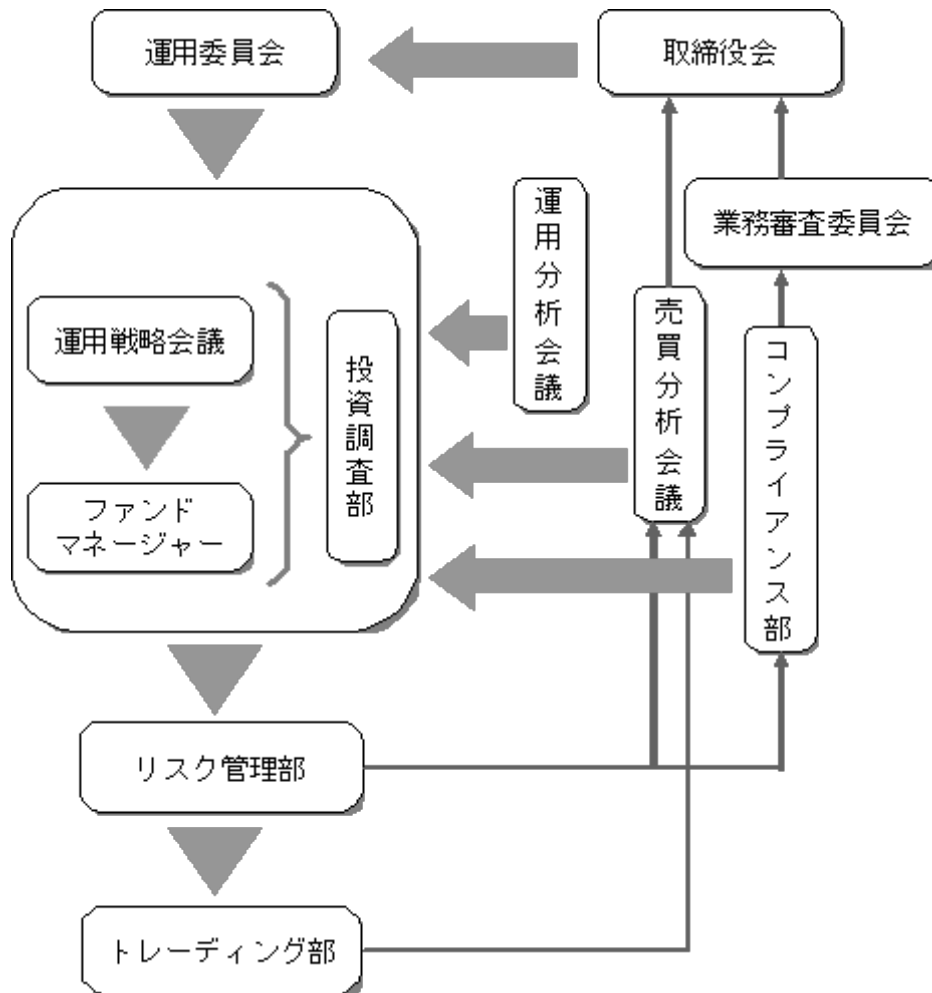 運用委員会
取締役会
運用分析会議
業務審査委員会
運用戦略会議
投資調査部
売買分析会議
コンプライアンス部
ファンド
マネージャー
リスク管理部
トレーディング部